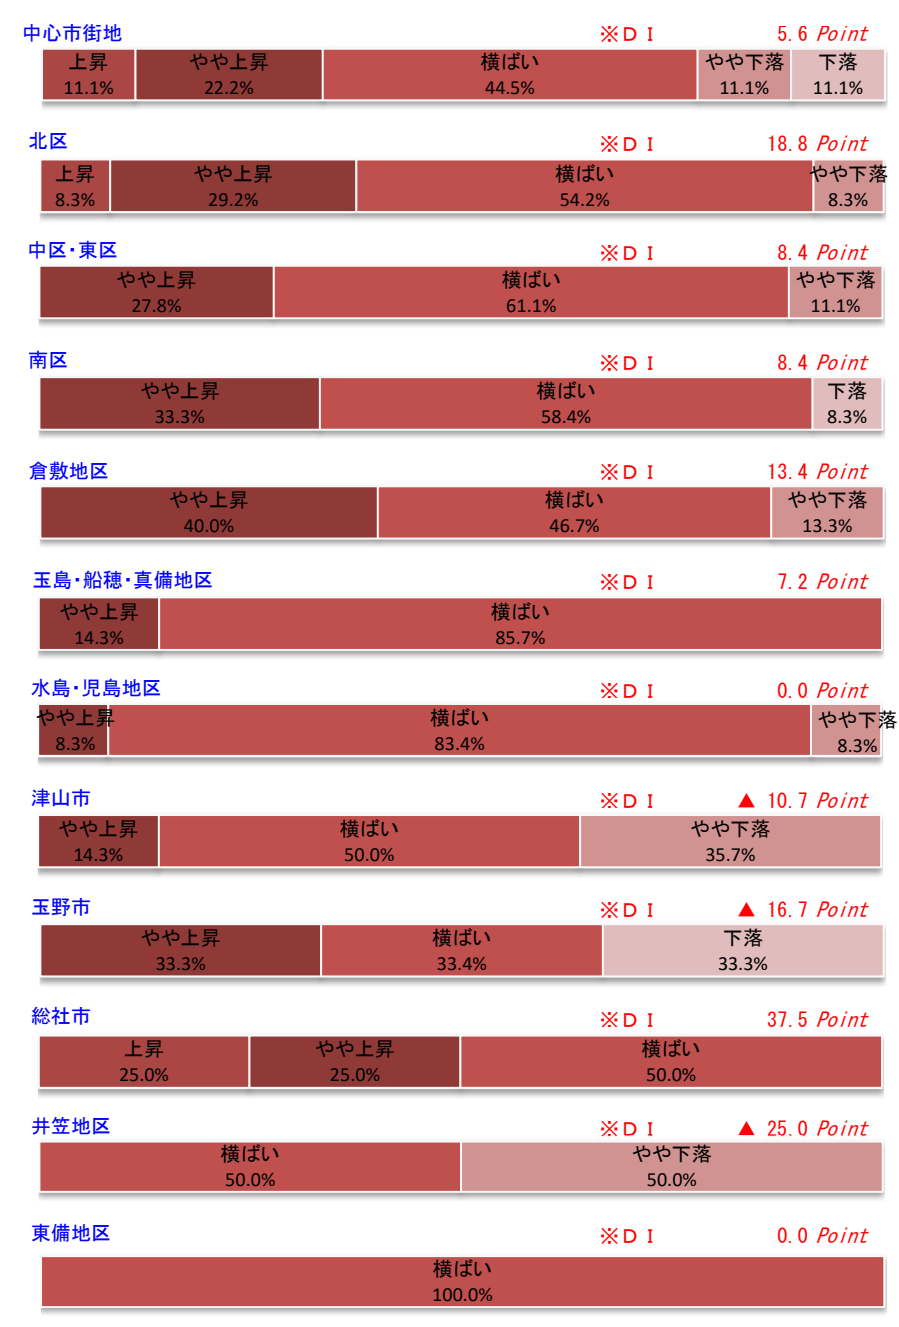 中心市街地 ※ＤＩ 5.6 Point
上昇 やや上昇 横ばい やや下落 下落
11.1% 22.2% 44.5% 11.1% 11.1%
北区 ※ＤＩ 18.8 Point
上昇 やや上昇 横ばい やや下落
8.3% 29.2% 54.2% 8.3%
中区・東区 ※ＤＩ 8.4 Point
やや上昇 横ばい やや下落
27.8% 61.1% 11.1%
南区 ※ＤＩ 8.4 Point
やや上昇 横ばい 下落
33.3% 58.4% 8.3%
倉敷地区 ※ＤＩ 13.4 Point
やや上昇 横ばい やや下落
40.0% 46.7% 13.3%
玉島・船穂・真備地区 ※ＤＩ 7.2 Point
やや上昇 横ばい
14.3% 85.7%
水島・児島地区 ※ＤＩ 0.0 Point
やや上昇 横ばい やや下落
8.3% 83.4% 8.3%
津山市 ※ＤＩ ▲ 10.7 Point
やや上昇 横ばい やや下落
14.3% 50.0% 35.7%
玉野市 ※ＤＩ ▲ 16.7 Point
やや上昇 横ばい 下落
33.3% 33.4% 33.3%
総社市 ※ＤＩ 37.5 Point
上昇 やや上昇 横ばい
25.0% 25.0% 50.0%
井笠地区 ※ＤＩ ▲ 25.0 Point
横ばい やや下落
50.0% 50.0%
東備地区 ※ＤＩ 0.0 Point
横ばい
100.0%